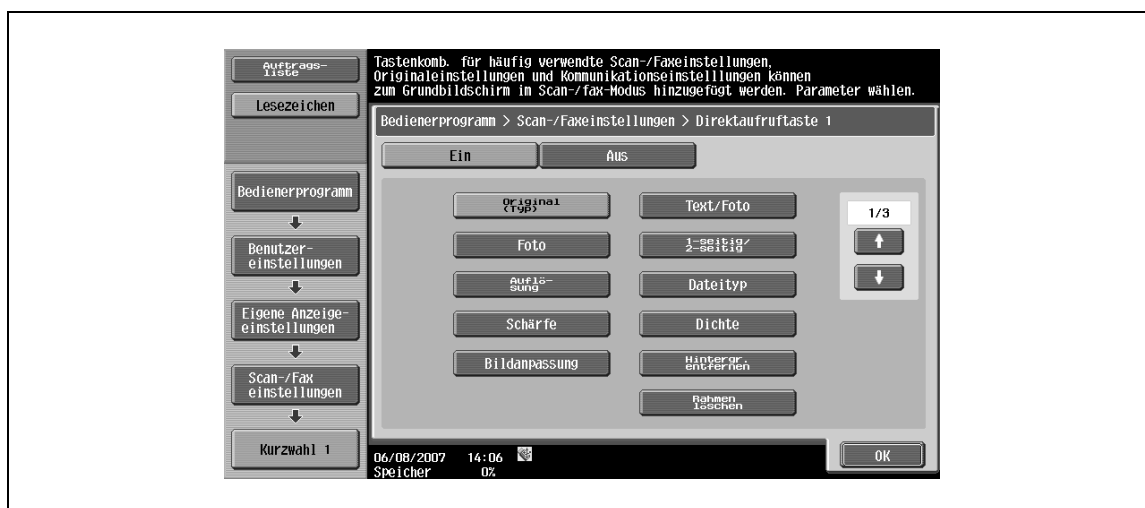 Auftrags-
liste
Lesezeichen
Bedienerprogramm
Benutzer-
einstellungen
Eigene Anzeige-
einstellungen
Scan-/Fax
einstellungen
Kurzwahl 1
Tastenkomb. für häufig verwendte Scan-/Faxeinstellungen,
Originaleinstellungen und Kommunikationseinstelllungen können
zum Grundbildschirm im Scan-/fax-Modus hinzugefügt werden. Parameter wählen.
Bedienerprogramm > Scan-/Faxeinstellungen > Direktaufruftaste 1
Ein Aus
Original
(Typ)
Text/Foto
Foto
1-seitig/
2-seitig
Auflö-
sung
Dateityp
Schärfe
Dichte
Bildanpassung
Hintergr.
entfernen
Rahmen
löschen
1/3
06/08/2007 14:06
Speicher 0%
OK